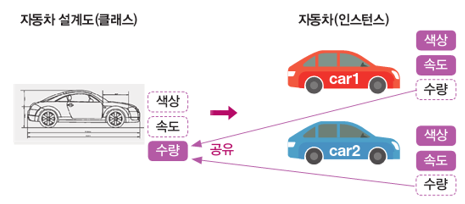 자동차 설계도(클래스)
자동차(인스턴스)
색상
속도
수량
공유
car1
색상
속도
수량
car2
색상
속도
수량